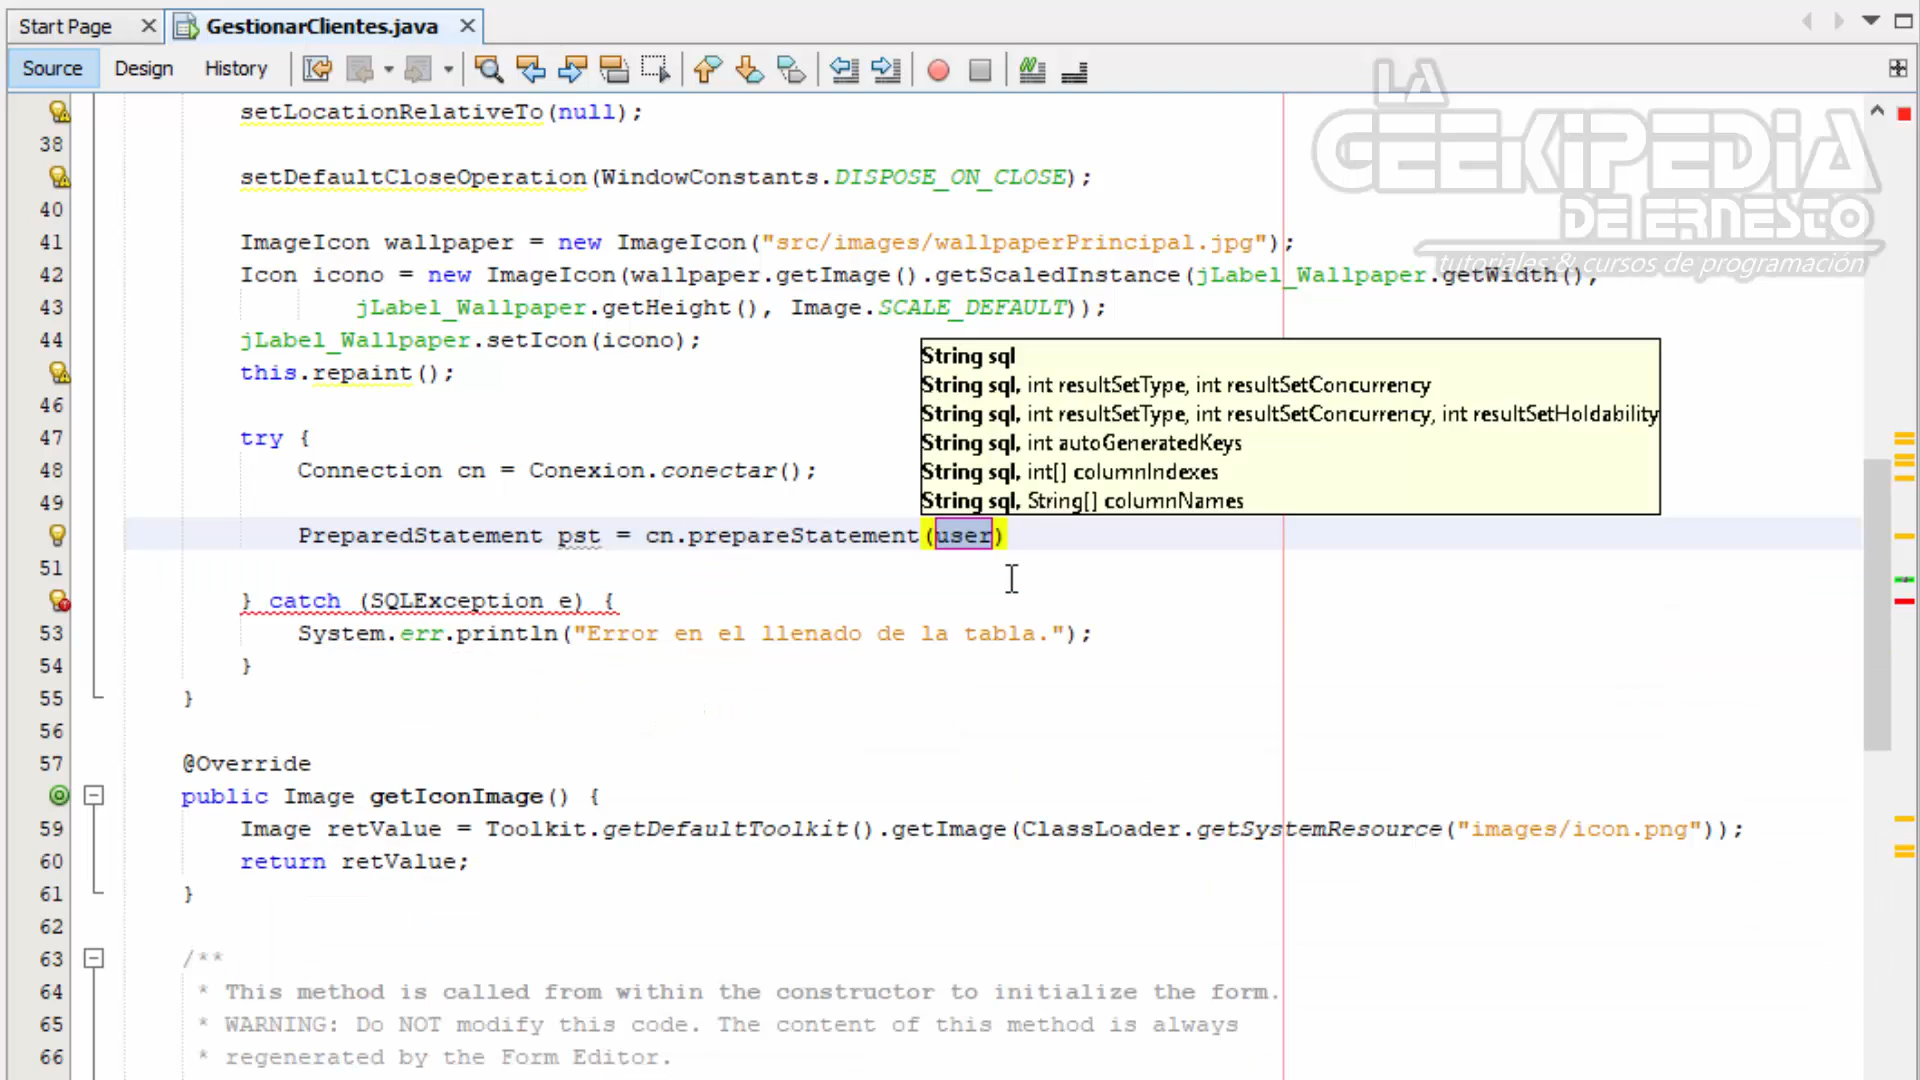 Start Page
GestionarClientes.java
Source Design History
LA
GEEKIPEDIA
DE ERNESTO
tutoriales & cursos de programación
setLocationRelativeTo(null);
38
setDefaultCloseOperation(WindowConstants.DISPOSE_ON_CLOSE);
40
41 ImageIcon wallpaper = new ImageIcon("src/images/wallpaperPrincipal.jpg");
42 Icon icono = new ImageIcon(wallpaper.getImage().getScaledInstance(jLabel_Wallpaper.getWidth(),
43 jLabel_Wallpaper.getHeight(), Image.SCALE_DEFAULT));
44 jLabel_Wallpaper.setIcon(icono);
this.repaint();
46
47 try {
48 Connection cn = Conexion.conectar();
49
String sql
String sql, int resultSetType, int resultSetConcurrency
String sql, int resultSetType, int resultSetConcurrency, int resultSetHoldability
String sql, int autoGeneratedKeys
String sql, int[] columnIndexes
String sql, String[] columnNames
PreparedStatement pst = cn.prepareStatement(user)
51
} catch (SQLException e) {
53 System.err.println("Error en el llenado de la tabla.");
54 }
55 }
56
57 @Override
public Image getIconImage() {
59 Image retValue = Toolkit.getDefaultToolkit().getImage(ClassLoader.getSystemResource("images/icon.png"));
60 return retValue;
61 }
62
63 /**
64 * This method is called from within the constructor to initialize the form.
65 * WARNING: Do NOT modify this code. The content of this method is always
66 * regenerated by the Form Editor.